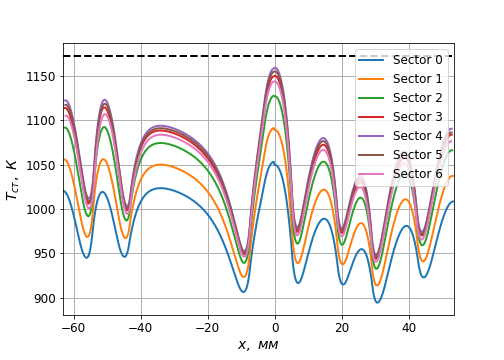 1150
1100
1050
1000
950
900
T_ст, K
−60
−40
−20
0
20
40
x, мм
Sector 0
Sector 1
Sector 2
Sector 3
Sector 4
Sector 5
Sector 6